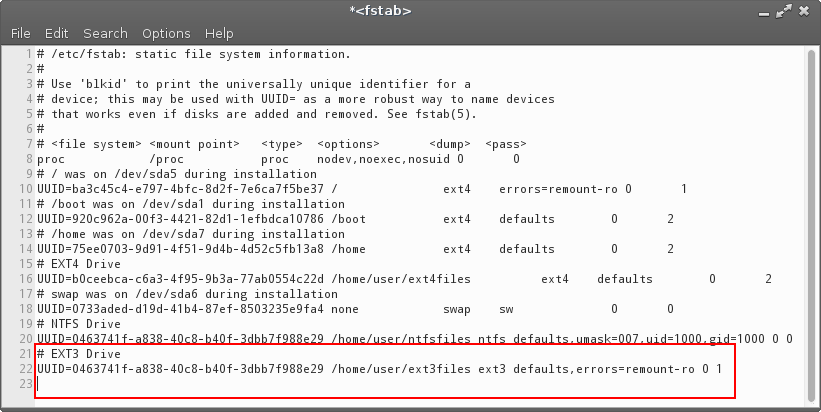 *<fstab>
File Edit Search Options Help
1 # /etc/fstab: static file system information.
2 #
3 # Use 'blkid' to print the universally unique identifier for a
4 # device; this may be used with UUID= as a more robust way to name devices
5 # that works even if disks are added and removed. See fstab(5).
6 #
7 # <file system> <mount point> <type> <options> <dump> <pass>
8 proc /proc proc nodev,noexec,nosuid 0 0
9 # / was on /dev/sda5 during installation
10 UUID=ba3c45c4-e797-4bfc-8d2f-7e6ca7f5be37 / ext4 errors=remount-ro 0 1
11 # /boot was on /dev/sda1 during installation
12 UUID=920c962a-00f3-4421-82d1-1efbdca10786 /boot ext4 defaults 0 2
13 # /home was on /dev/sda7 during installation
14 UUID=75ee0703-9d91-4f51-9d4b-4d52c5fb13a8 /home ext4 defaults 0 2
15 # EXT4 Drive
16 UUID=b0ceebca-c6a3-4f95-9b3a-77ab0554c22d /home/user/ext4files ext4 defaults 0 2
17 # swap was on /dev/sda6 during installation
18 UUID=0733aded-d19d-41b4-87ef-8503235e9fa4 none swap sw 0 0
19 # NTFS Drive
20 UUID=0463741f-a838-40c8-b40f-3dbb7f988e29 /home/user/ntfsfiles ntfs defaults,umask=007,uid=1000,gid=1000 0 0
21 # EXT3 Drive
22 UUID=0463741f-a838-40c8-b40f-3dbb7f988e29 /home/user/ext3files ext3 defaults,errors=remount-ro 0 1
23